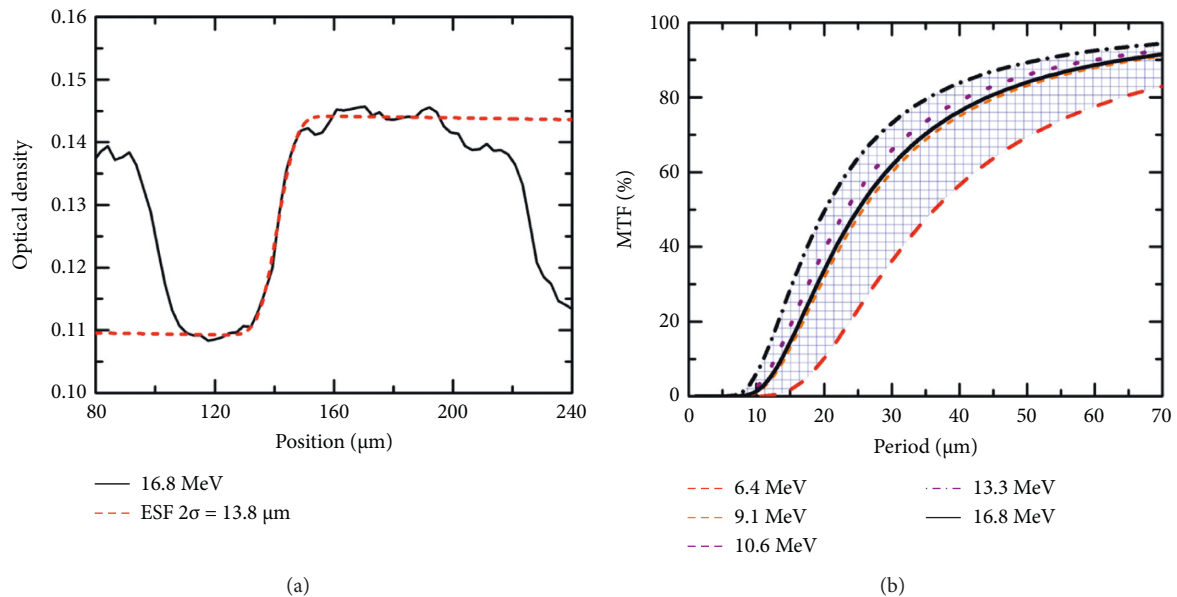 0.16
0.15
0.14
0.13
0.12
0.11
0.10
Optical density
80
120
160
200
240
Position (μm)
16.8 MeV
ESF 2σ = 13.8 μm
(a)
100
80
60
40
20
0
MTF (%)
0
10
20
30
40
50
60
70
Period (μm)
6.4 MeV
9.1 MeV
10.6 MeV
13.3 MeV
16.8 MeV
(b)